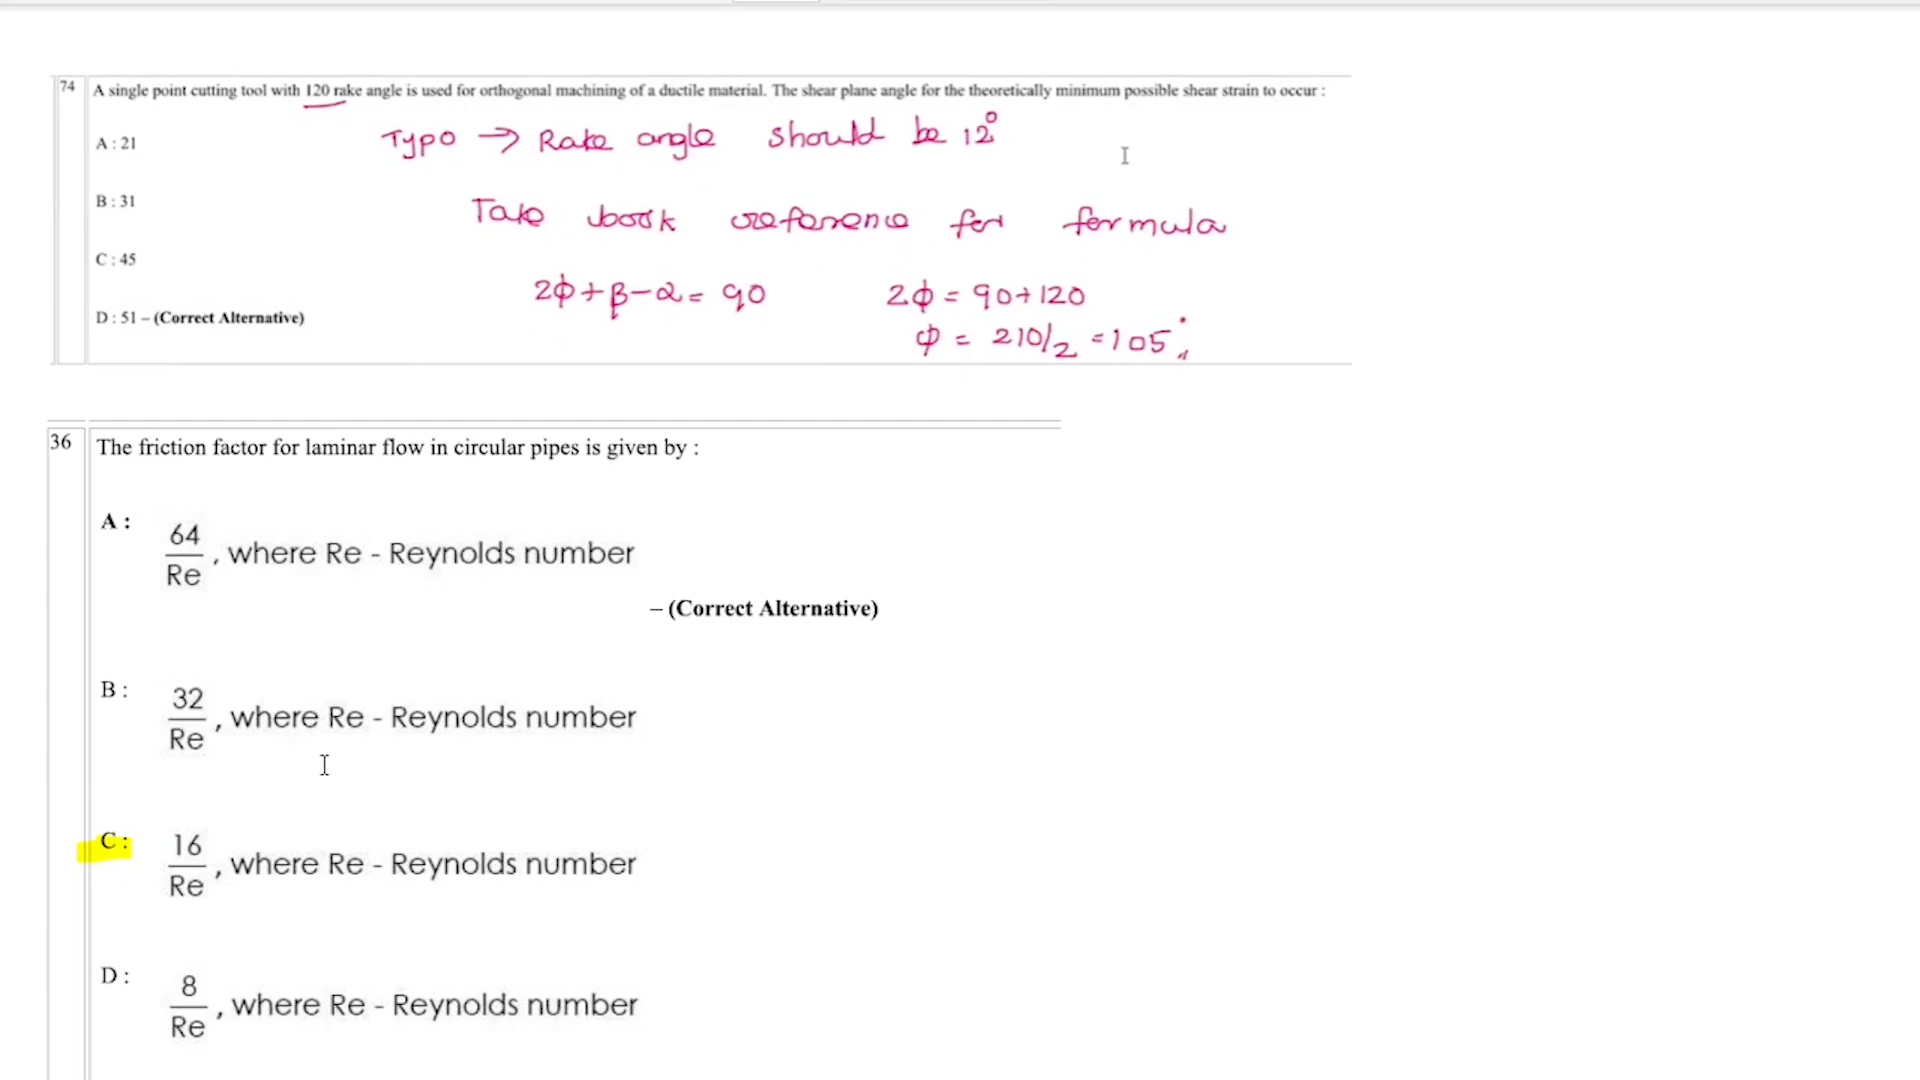 74 A single point cutting tool with 120 rake angle is used for orthogonal machining of a ductile material. The shear plane angle for the theoretically minimum possible shear strain to occur :
Typo → Rake angle should be 12°
A : 21
B : 31
Take book reference for formula
C : 45
2φ+β-α= 90 2φ = 90+120
D : 51 – (Correct Alternative)
φ = 210/2 = 105°
36 The friction factor for laminar flow in circular pipes is given by :
A : 64/Re , where Re - Reynolds number
– (Correct Alternative)
B : 32/Re , where Re - Reynolds number
C : 16/Re , where Re - Reynolds number
D : 8/Re , where Re - Reynolds number